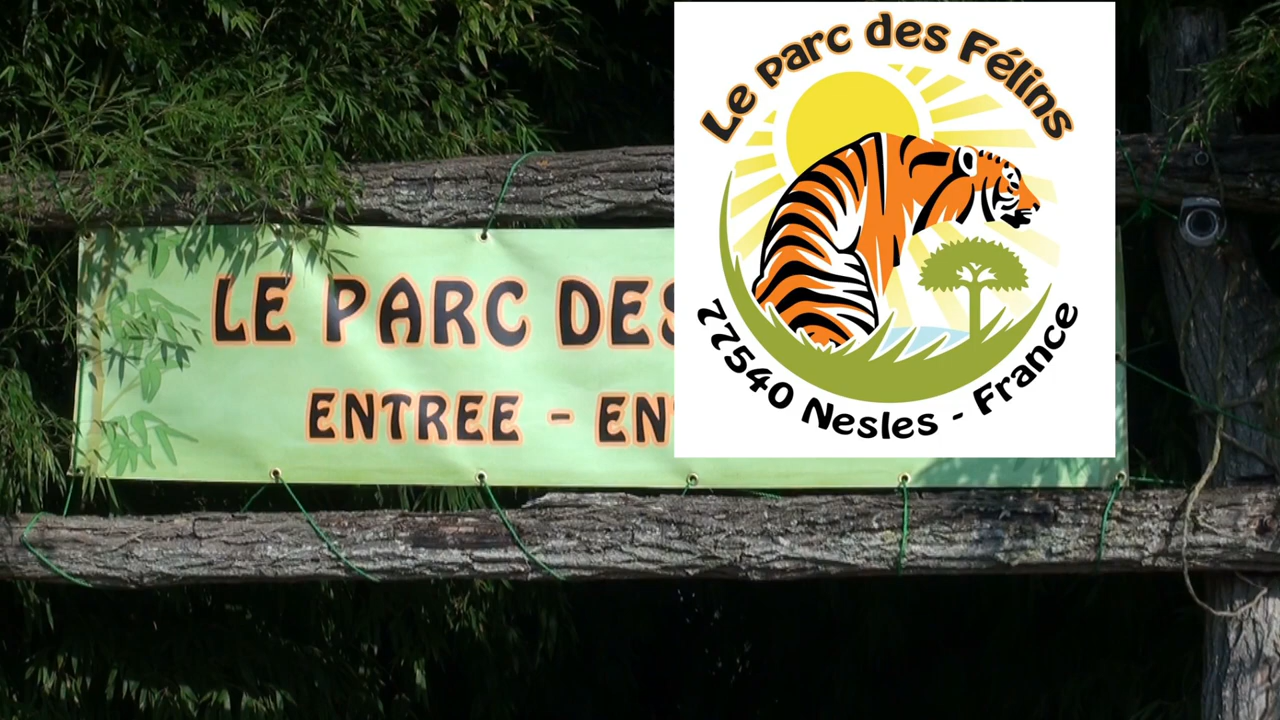 LE PARC DES
ENTREE - EN
Le parc des Félins
77540 Nesles - France